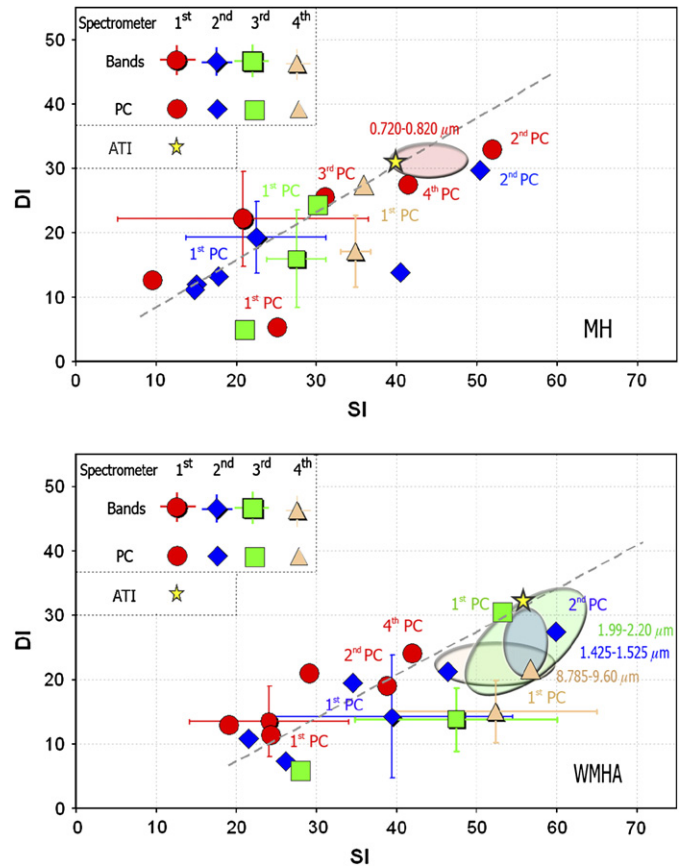 Spectrometer 1st 2nd 3rd 4th
Bands
PC
ATI
50
40
30
20
10
0
DI
0.720-0.820 µm
2nd PC
3rd PC
4th PC
2nd PC
1st PC
1st PC
1st PC
1st PC
MH
10 20 30 40 50 60 70
SI
Spectrometer 1st 2nd 3rd 4th
Bands
PC
ATI
50
40
30
20
10
0
DI
1st PC
2nd PC
4th PC
1.99-2.20 µm
2nd PC
1.425-1.525 µm
8.785-9.60 µm
1st PC
1st PC
1st PC
WMHA
10 20 30 40 50 60 70
SI